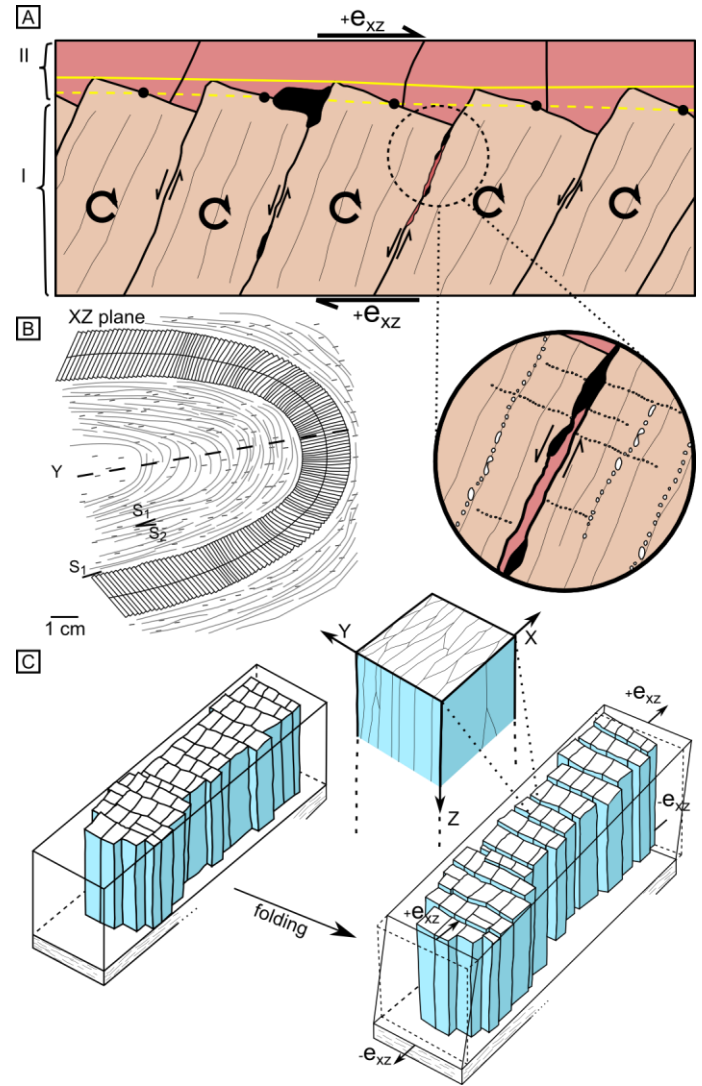 A
+exz
II
I
+exz
B
XZ plane
Y
S1
S2
S1
1 cm
C
Y
X
Z
folding
+exz
-exz
+exz
-exz